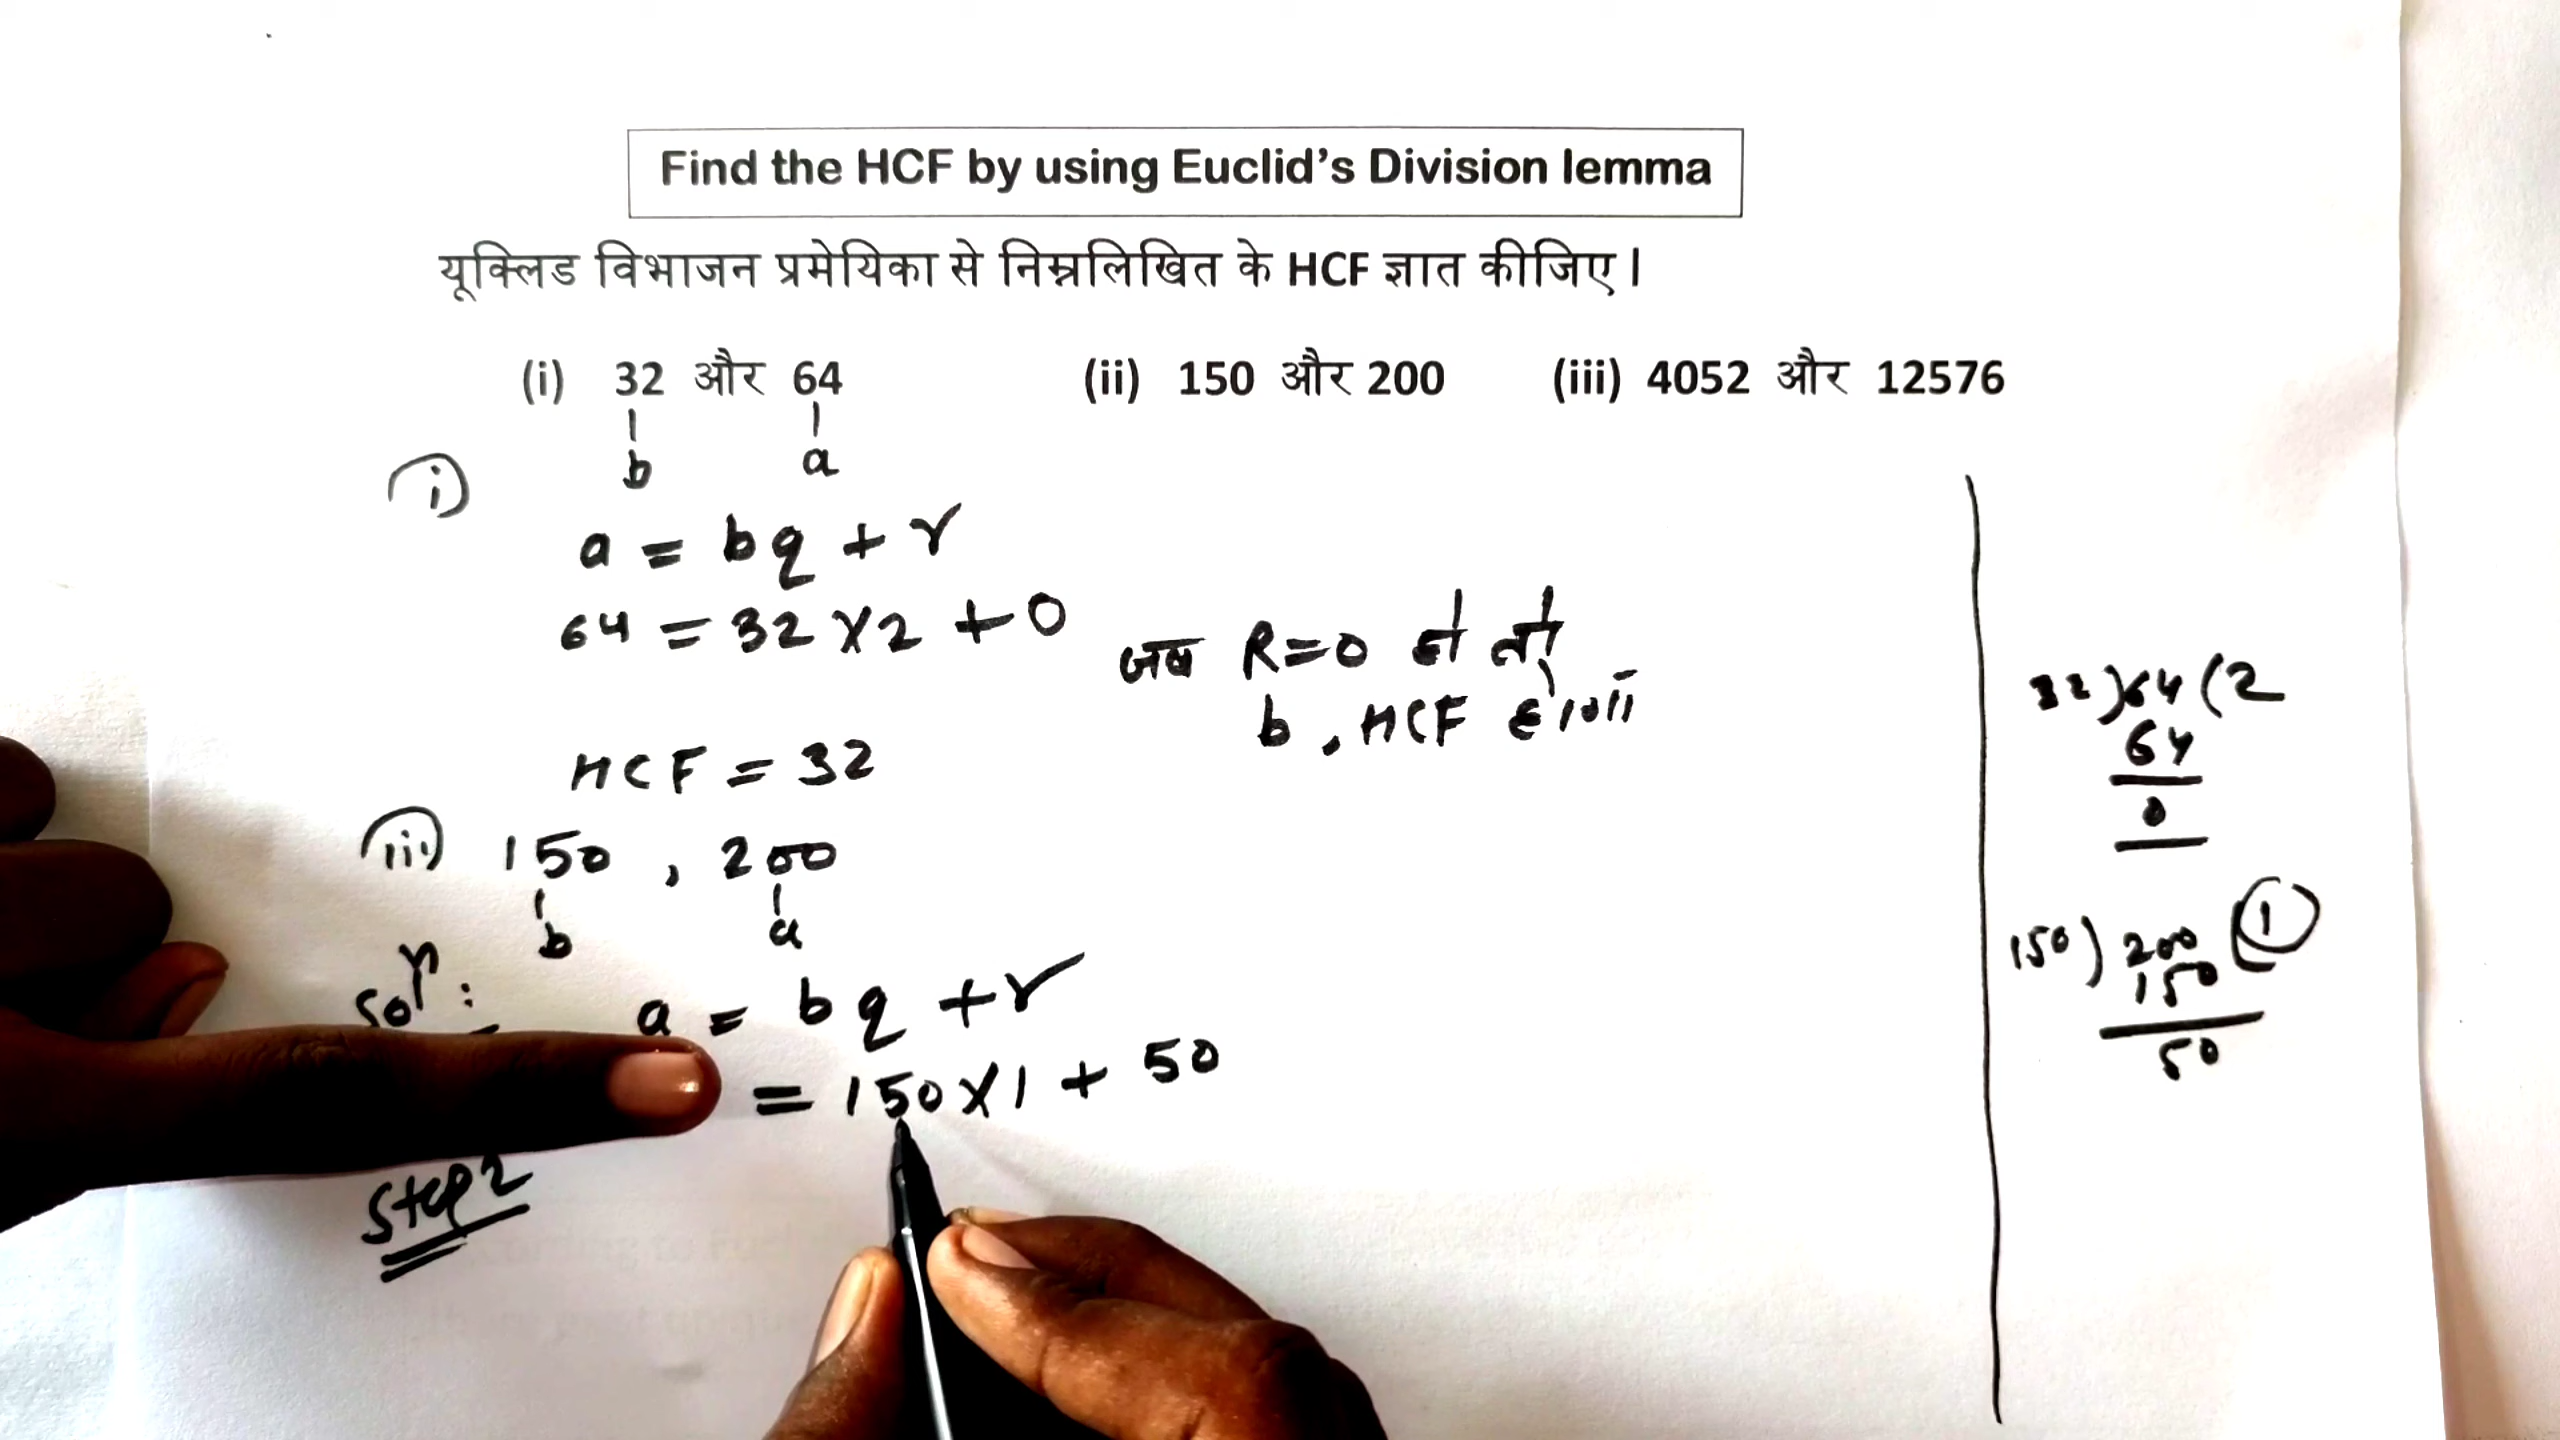 Find the HCF by using Euclid's Division lemma
यूक्लिड विभाजन प्रमेयिका से निम्नलिखित के HCF ज्ञात कीजिए।
(i) 32 और 64 (ii) 150 और 200 (iii) 4052 और 12576
b a
(i)
a = bq + r
64 = 32 X 2 + 0
जब R=0 हो तो
b, HCF होगा
HCF = 32
(ii) 150, 200
b a
Solⁿ:
a = bq + r
= 150 X 1 + 50
Step 2
32)64(2
64
0
150)200(1
150
50